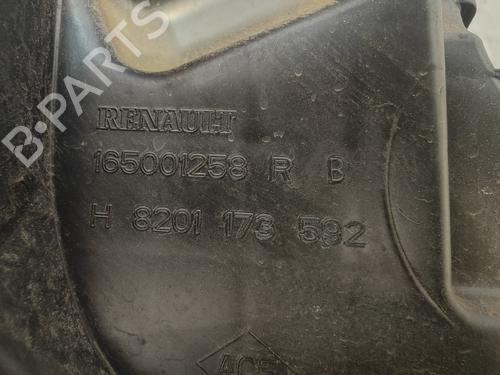 B-PARTS
RENAULT
165001258 R B
H 8201 173 592